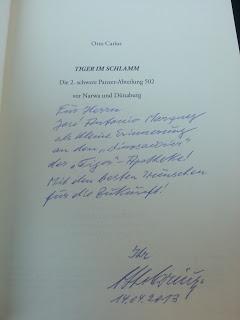 Otto Carius
TIGER IM SCHLAMM
Die 2. schwere Panzer-Abteilung 502
vor Narwa und Dünaburg
Für Herrn
José Antonio Marquez
als kleine Erinnerung
an den „dinosaurier"
der „Tiger"-Apotheke!
Mit den besten Wünschen
für die Zukunft!
Ihr
Otto Carius
14.04.2013